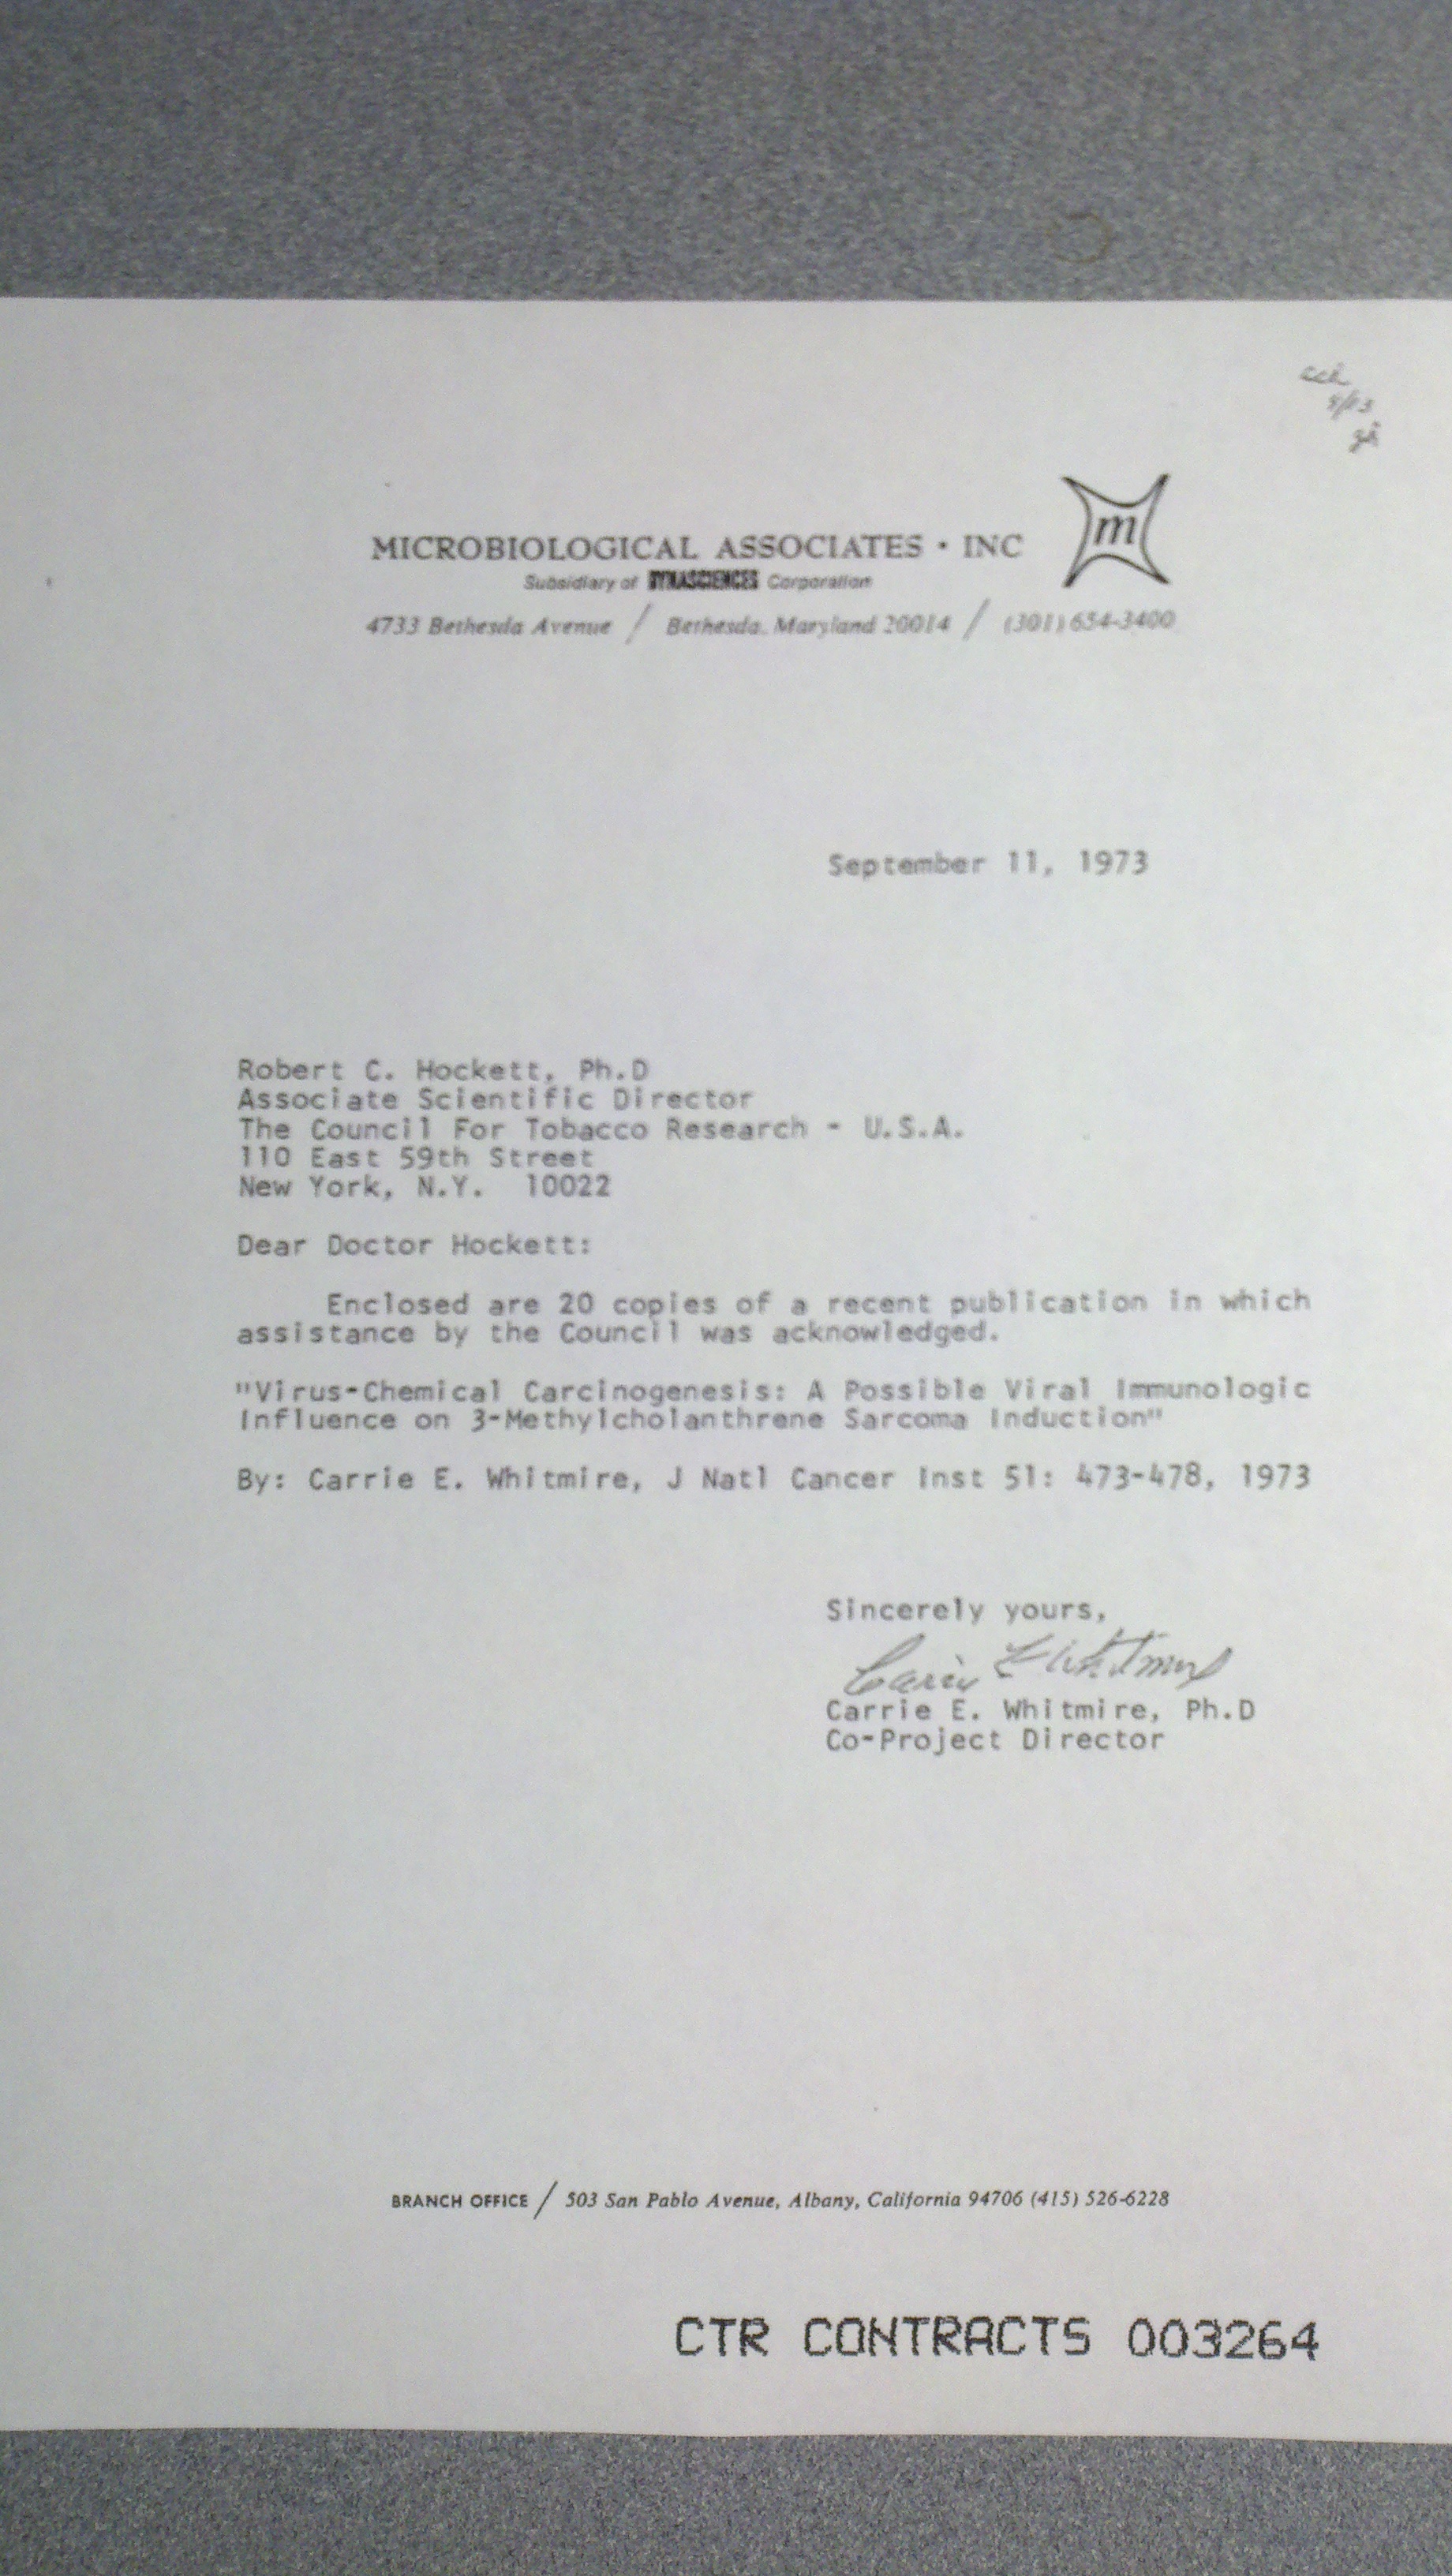 MICROBIOLOGICAL ASSOCIATES • INC
m
Subsidiary of DYNASCIENCES Corporation
4733 Bethesda Avenue / Bethesda, Maryland 20014 / (301) 654-3400
September 11, 1973
Robert C. Hockett, Ph.D
Associate Scientific Director
The Council For Tobacco Research - U.S.A.
110 East 59th Street
New York, N.Y. 10022
Dear Doctor Hockett:
Enclosed are 20 copies of a recent publication in which
assistance by the Council was acknowledged.
"Virus-Chemical Carcinogenesis: A Possible Viral Immunologic
Influence on 3-Methylcholanthrene Sarcoma Induction"
By: Carrie E. Whitmire, J Natl Cancer Inst 51: 473-478, 1973
Sincerely yours,
Carrie E Whitmire
Carrie E. Whitmire, Ph.D
Co-Project Director
BRANCH OFFICE / 503 San Pablo Avenue, Albany, California 94706 (415) 526-6228
CTR CONTRACTS 003264